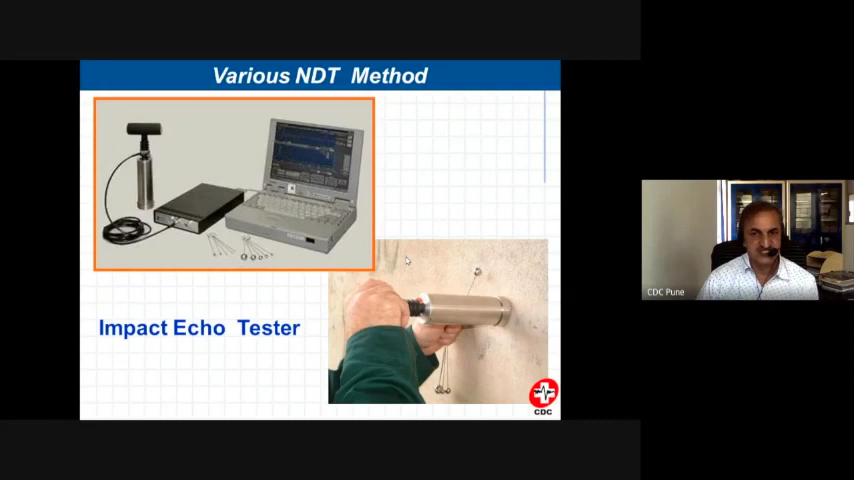 Various NDT Method
Impact Echo Tester
CDC
CDC Pune